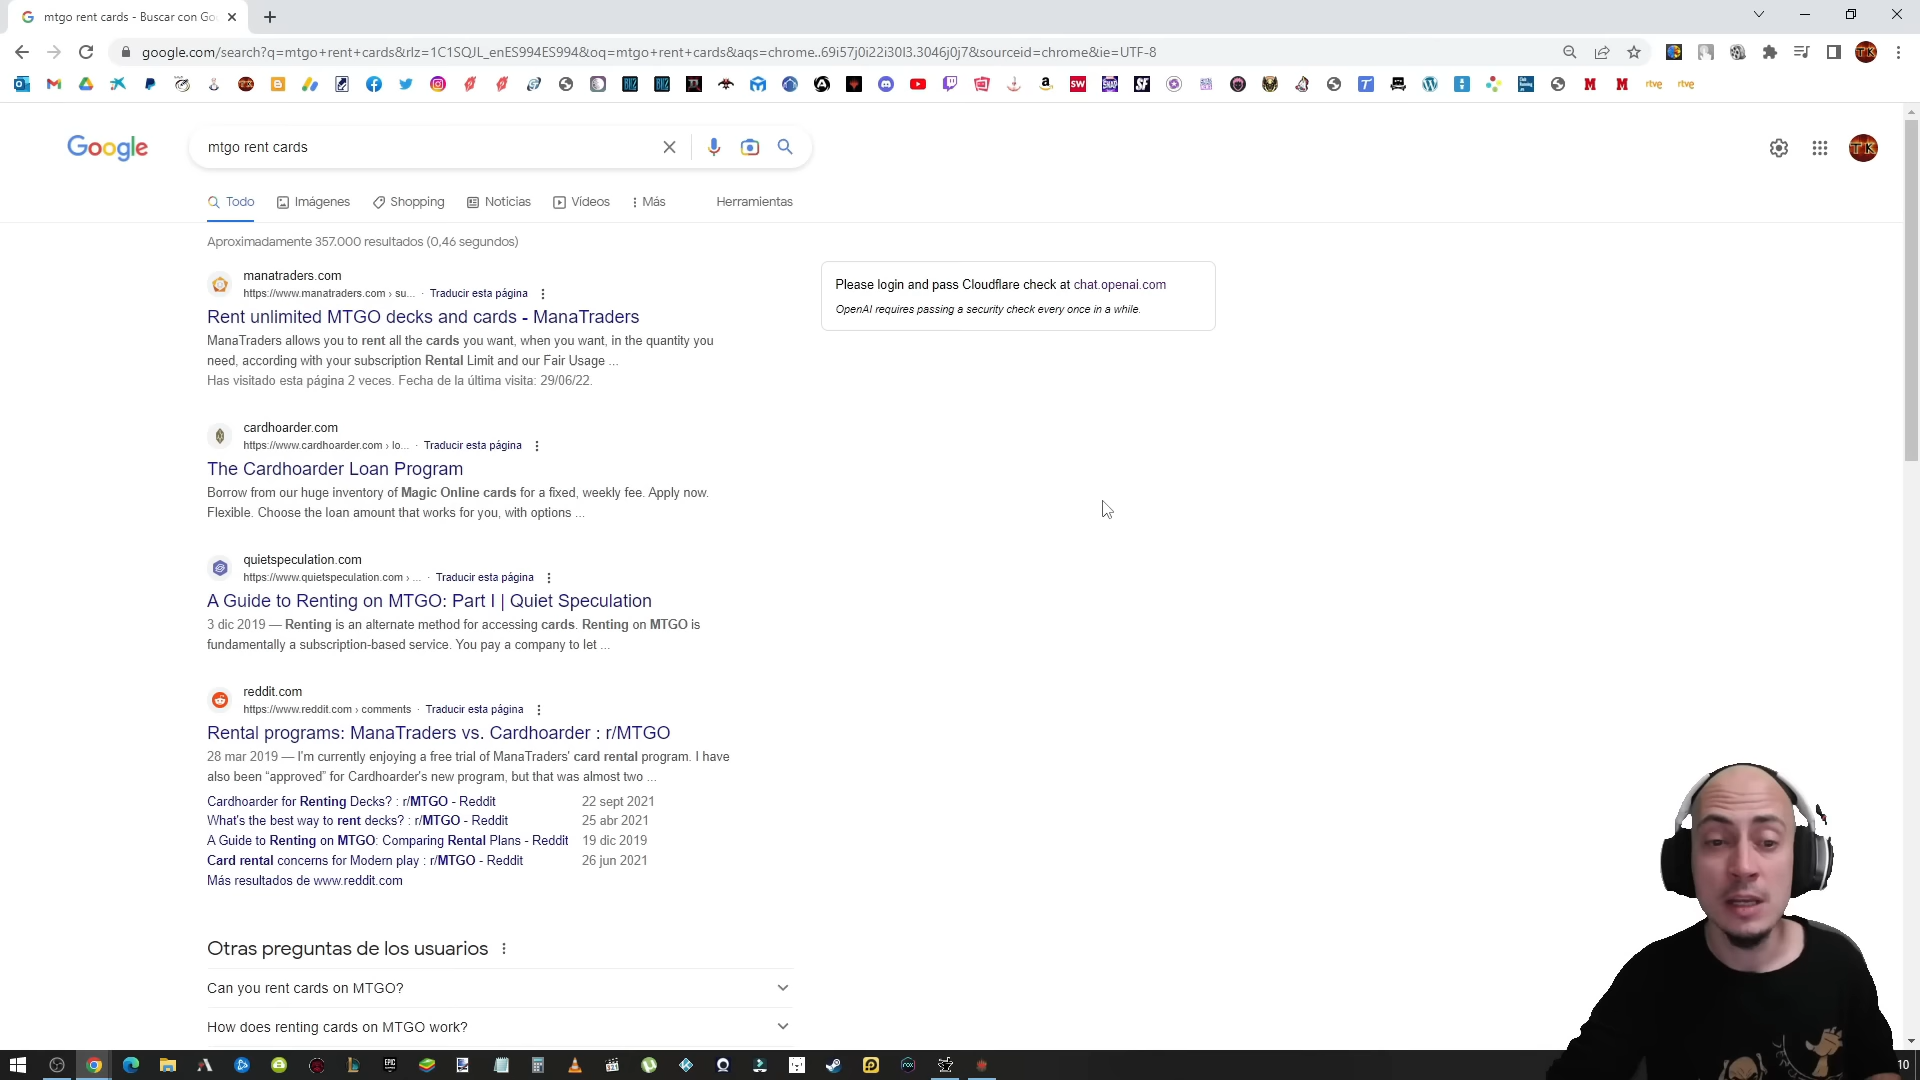 mtgo rent cards - Buscar con Go
google.com/search?q=mtgo+rent+cards&rlz=1C1SQJL_enES994ES994&oq=mtgo+rent+cards&aqs=chrome..69i57j0i22i30l3.3046j0j7&sourceid=chrome&ie=UTF-8
Google
mtgo rent cards
Todo Imágenes Shopping Noticias Vídeos Más Herramientas
Aproximadamente 357.000 resultados (0,46 segundos)
manatraders.com
https://www.manatraders.com › su... · Traducir esta página
Rent unlimited MTGO decks and cards - ManaTraders
ManaTraders allows you to rent all the cards you want, when you want, in the quantity you
need, according with your subscription Rental Limit and our Fair Usage ...
Has visitado esta página 2 veces. Fecha de la última visita: 29/06/22.
Please login and pass Cloudflare check at chat.openai.com
OpenAI requires passing a security check every once in a while.
cardhoarder.com
https://www.cardhoarder.com › lo... · Traducir esta página
The Cardhoarder Loan Program
Borrow from our huge inventory of Magic Online cards for a fixed, weekly fee. Apply now.
Flexible. Choose the loan amount that works for you, with options ...
quietspeculation.com
https://www.quietspeculation.com › ... · Traducir esta página
A Guide to Renting on MTGO: Part I | Quiet Speculation
3 dic 2019 — Renting is an alternate method for accessing cards. Renting on MTGO is
fundamentally a subscription-based service. You pay a company to let ...
reddit.com
https://www.reddit.com › comments · Traducir esta página
Rental programs: ManaTraders vs. Cardhoarder : r/MTGO
28 mar 2019 — I'm currently enjoying a free trial of ManaTraders' card rental program. I have
also been “approved” for Cardhoarder's new program, but that was almost two ...
Cardhoarder for Renting Decks? : r/MTGO - Reddit 22 sept 2021
What's the best way to rent decks? : r/MTGO - Reddit 25 abr 2021
A Guide to Renting on MTGO: Comparing Rental Plans - Reddit 19 dic 2019
Card rental concerns for Modern play : r/MTGO - Reddit 26 jun 2021
Más resultados de www.reddit.com
Otras preguntas de los usuarios
Can you rent cards on MTGO?
How does renting cards on MTGO work?
10